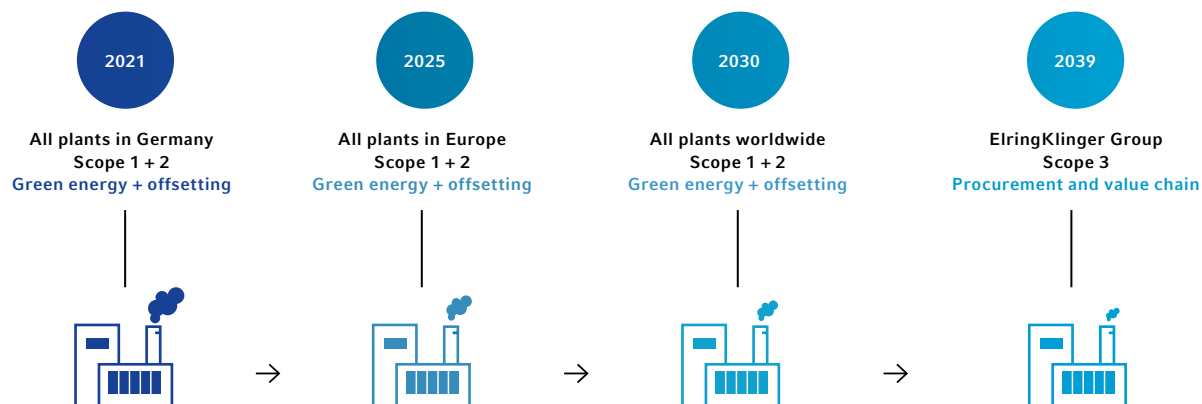 2021
All plants in Germany
Scope 1 + 2
Green energy + offsetting
2025
All plants in Europe
Scope 1 + 2
Green energy + offsetting
2030
All plants worldwide
Scope 1 + 2
Green energy + offsetting
2039
ElringKlinger Group
Scope 3
Procurement and value chain